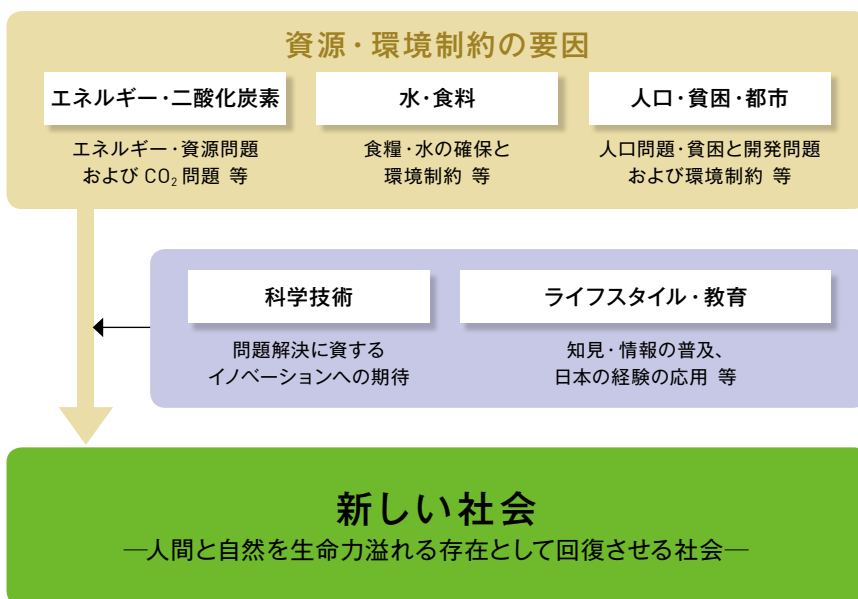 資源・環境制約の要因
エネルギー・二酸化炭素
エネルギー・資源問題
および CO₂ 問題 等
水・食料
食糧・水の確保と
環境制約 等
人口・貧困・都市
人口問題・貧困と開発問題
および環境制約 等
科学技術
問題解決に資する
イノベーションへの期待
ライフスタイル・教育
知見・情報の普及、
日本の経験の応用 等
新しい社会
―人間と自然を生命力溢れる存在として回復させる社会―